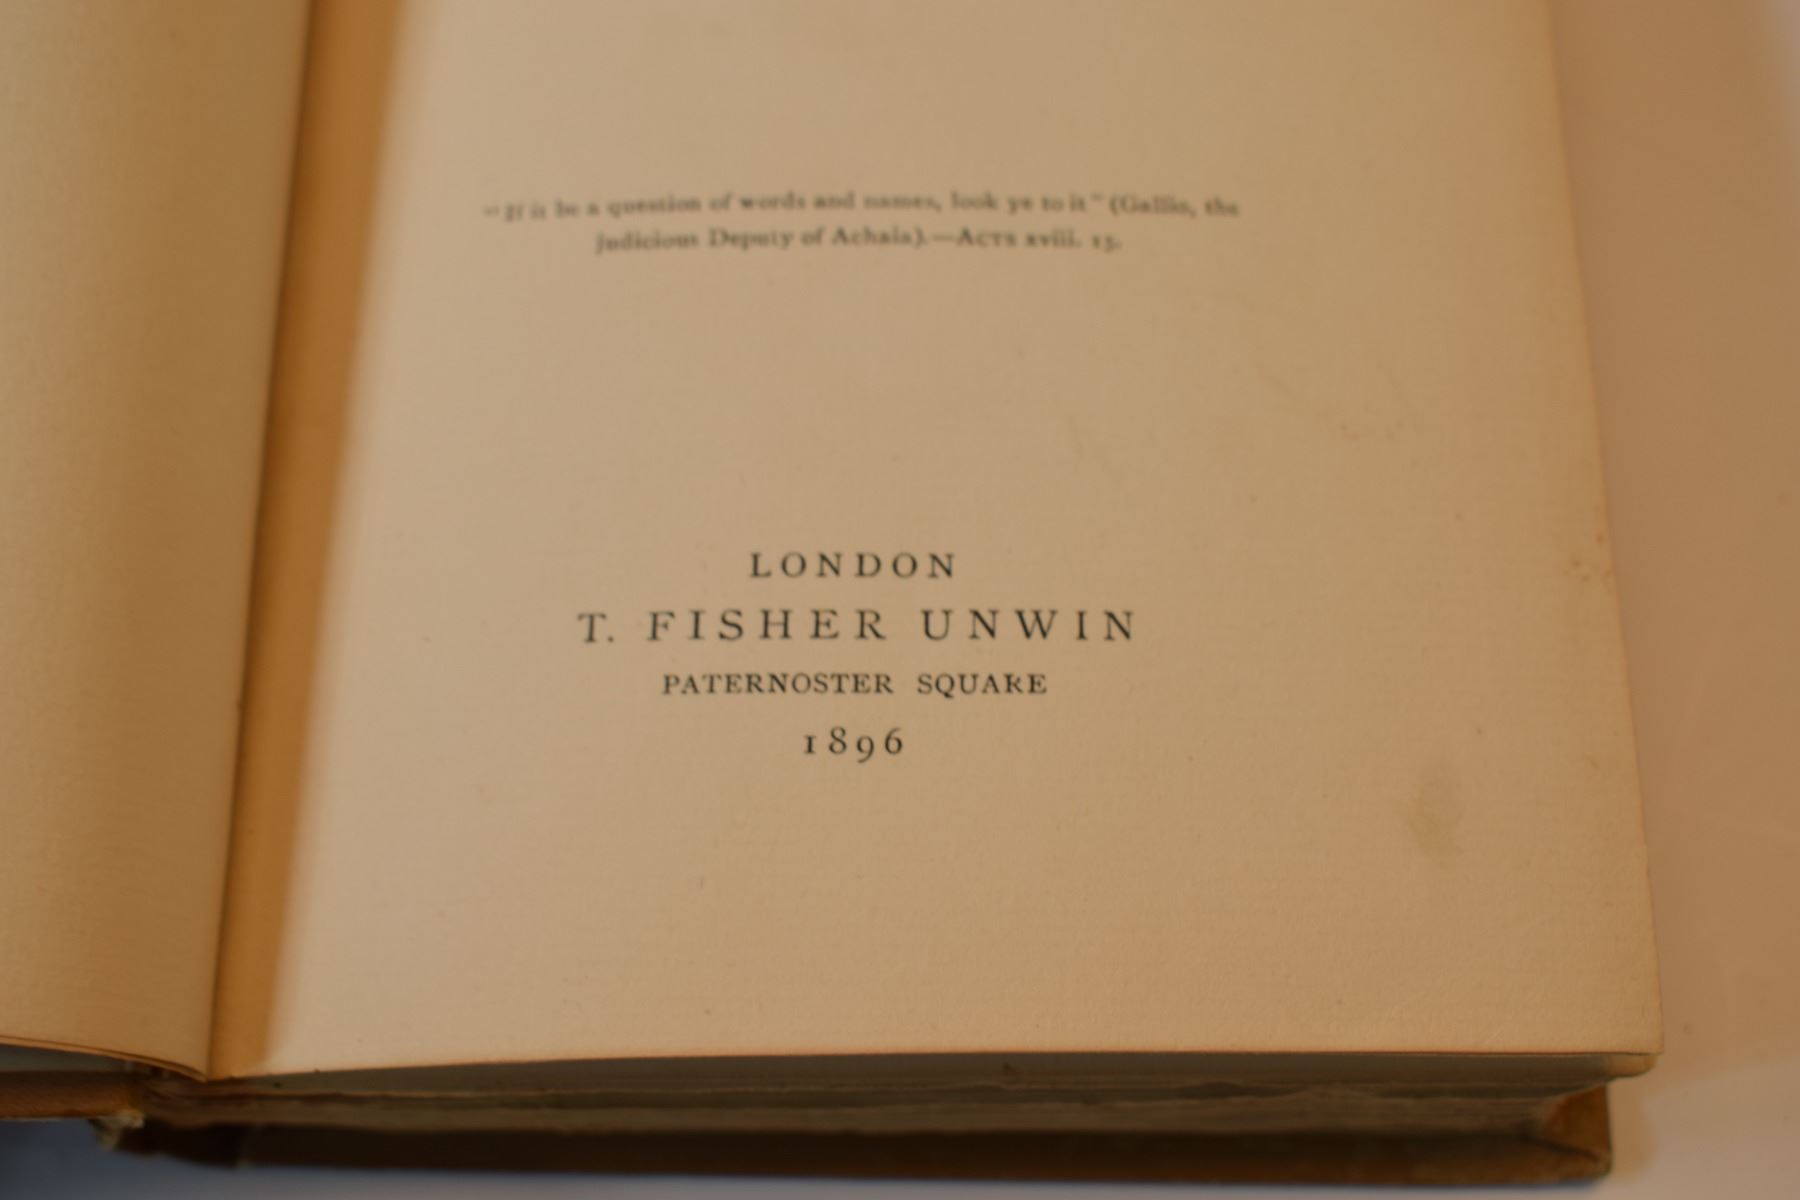 "If it be a question of words and names, look ye to it" (Gallio, the
judicious Deputy of Achaia).—ACTS xviii. 15.
LONDON
T. FISHER UNWIN
PATERNOSTER SQUARE
1896